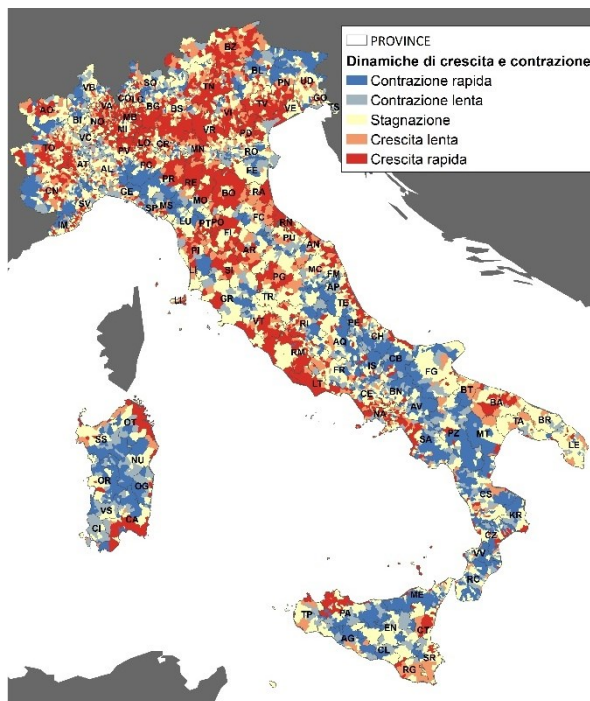 PROVINCE
Dinamiche di crescita e contrazione
Contrazione rapida
Contrazione lenta
Stagnazione
Crescita lenta
Crescita rapida
BZ
SO
BL
UD
PN
VB
TN
GO
AO
VA
CO
LC
BG
BS
VI
TV
VE
TS
BI
NO
MB
MI
VR
PD
VC
TO
LO
CR
MN
RO
PV
AT
AL
PC
FE
CN
GE
PR
RE
MO
BO
RA
SV
SP
MS
FC
IM
LU
PT
PO
RN
FI
PU
PI
AR
AN
LI
SI
MC
FM
PG
AP
GR
TR
TE
LI
VT
RI
PE
AQ
CH
RM
FR
IS
CB
FG
LT
CE
BN
BT
NA
AV
BA
OT
SA
PZ
MT
TA
BR
LE
SS
NU
OR
OG
CS
VS
KR
CA
CI
CZ
VV
RC
ME
TP
PA
EN
CT
AG
CL
SR
RG